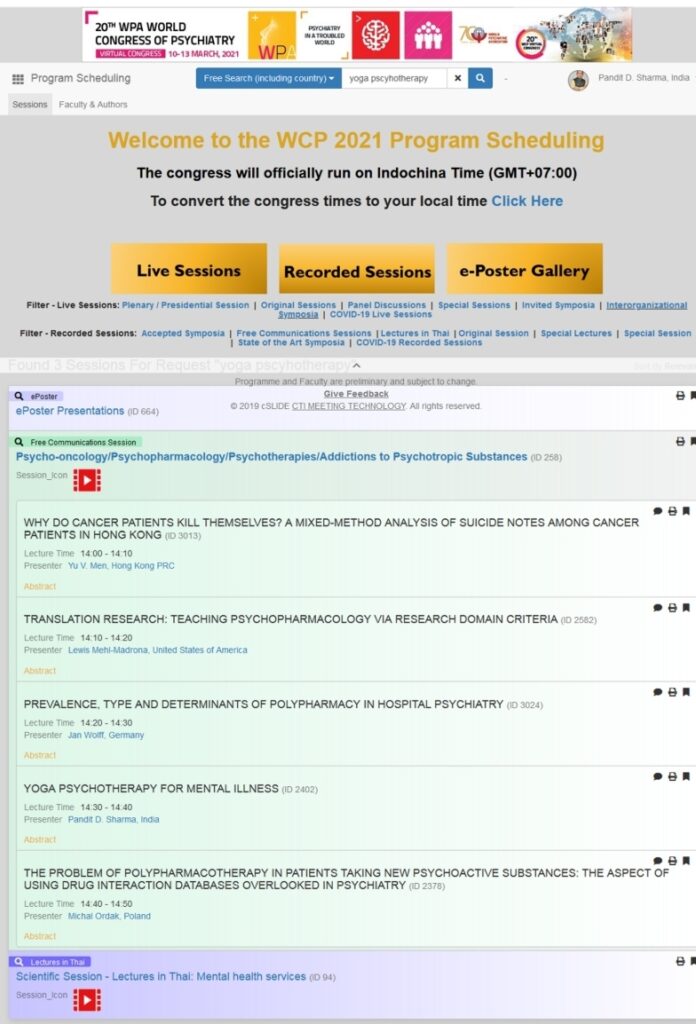 20TH WPA WORLD
CONGRESS OF PSYCHIATRY
VIRTUAL CONGRESS 10-13 MARCH, 2021
WPA
PSYCHIATRY
IN A TROUBLED
WORLD
20TH
WCP VIRTUAL
CONGRESS
Program Scheduling
Free Search (including country)
yoga pscyhotherapy
-
Pandit D. Sharma, India
Sessions
Faculty & Authors
Welcome to the WCP 2021 Program Scheduling
The congress will officially run on Indochina Time (GMT+07:00)
To convert the congress times to your local time Click Here
Live Sessions
Recorded Sessions
e-Poster Gallery
Filter - Live Sessions: Plenary / Presidential Session | Original Sessions | Panel Discussions | Special Sessions | Invited Symposia | Interorganizational
Symposia | COVID-19 Live Sessions
Filter - Recorded Sessions: Accepted Symposia | Free Communications Sessions | Lectures in Thai | Original Session | Special Lectures | Special Session
| State of the Art Symposia | COVID-19 Recorded Sessions
Found 3 Sessions For Request "yoga pscyhotherapy"
Sort By
Programme and Faculty are preliminary and subject to change.
Give Feedback
© 2019 cSLIDE CTI MEETING TECHNOLOGY. All rights reserved.
ePoster
ePoster Presentations (ID 664)
Free Communications Session
Psycho-oncology/Psychopharmacology/Psychotherapies/Addictions to Psychotropic Substances (ID 258)
Session_Icon
WHY DO CANCER PATIENTS KILL THEMSELVES? A MIXED-METHOD ANALYSIS OF SUICIDE NOTES AMONG CANCER
PATIENTS IN HONG KONG (ID 3013)
Lecture Time 14:00 - 14:10
Presenter Yu V. Men, Hong Kong PRC
Abstract
TRANSLATION RESEARCH: TEACHING PSYCHOPHARMACOLOGY VIA RESEARCH DOMAIN CRITERIA (ID 2582)
Lecture Time 14:10 - 14:20
Presenter Lewis Mehl-Madrona, United States of America
Abstract
PREVALENCE, TYPE AND DETERMINANTS OF POLYPHARMACY IN HOSPITAL PSYCHIATRY (ID 3024)
Lecture Time 14:20 - 14:30
Presenter Jan Wolff, Germany
Abstract
YOGA PSYCHOTHERAPY FOR MENTAL ILLNESS (ID 2402)
Lecture Time 14:30 - 14:40
Presenter Pandit D. Sharma, India
Abstract
THE PROBLEM OF POLYPHARMACOTHERAPY IN PATIENTS TAKING NEW PSYCHOACTIVE SUBSTANCES: THE ASPECT OF
USING DRUG INTERACTION DATABASES OVERLOOKED IN PSYCHIATRY (ID 2378)
Lecture Time 14:40 - 14:50
Presenter Michal Ordak, Poland
Abstract
Lectures in Thai
Scientific Session - Lectures in Thai: Mental health services (ID 94)
Session_Icon